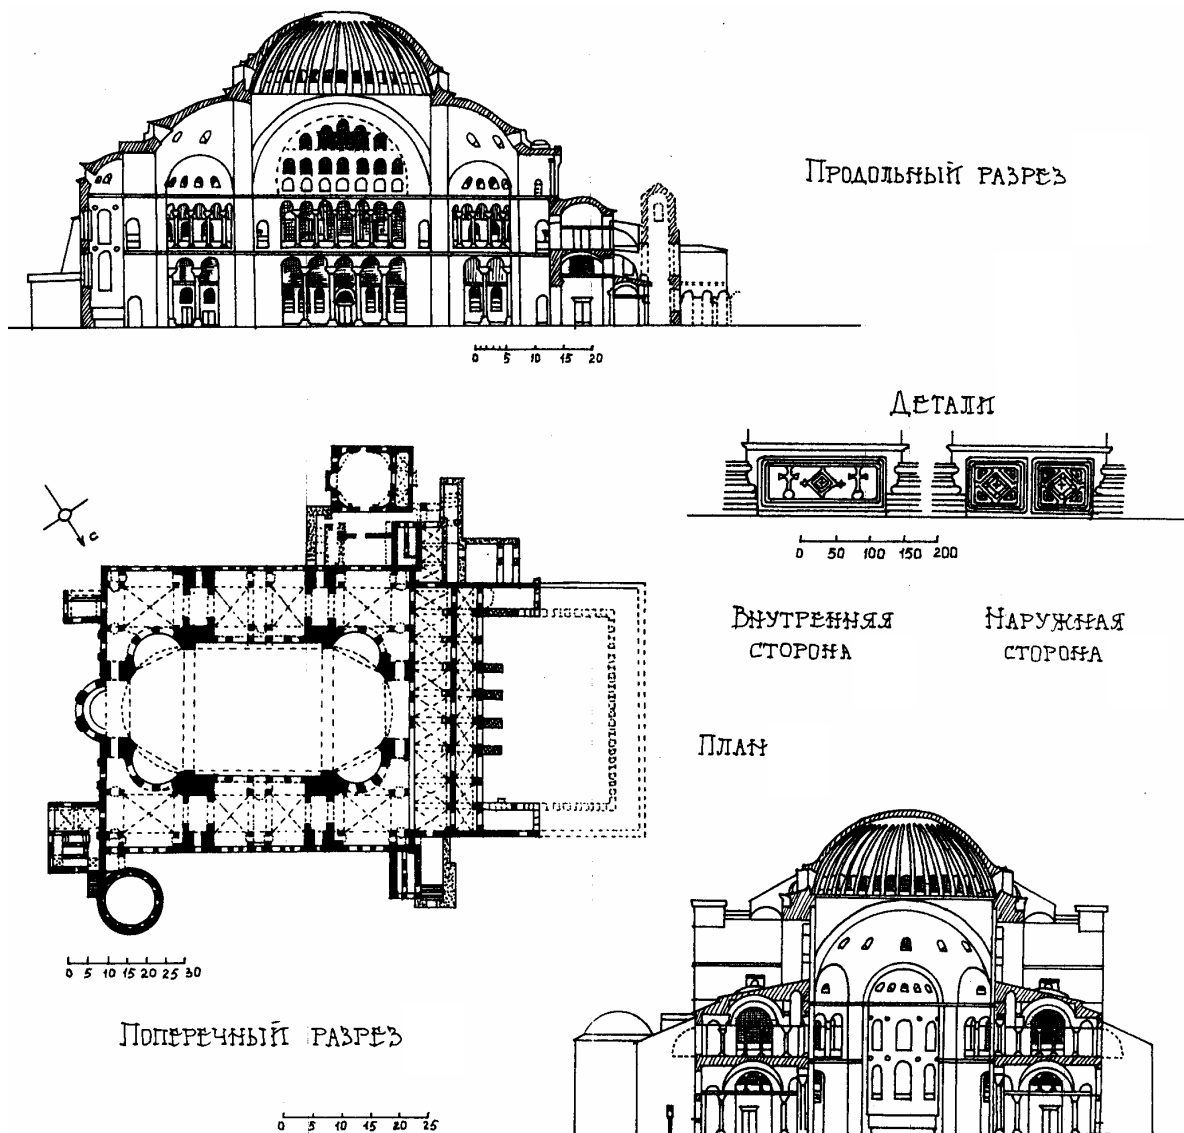 Продольный разрез
0 5 10 15 20
Детали
0 50 100 150 200
с
Внутренняя
сторона
Наружная
сторона
План
0 5 10 15 20 25 30
Поперечный разрез
0 5 10 15 20 25